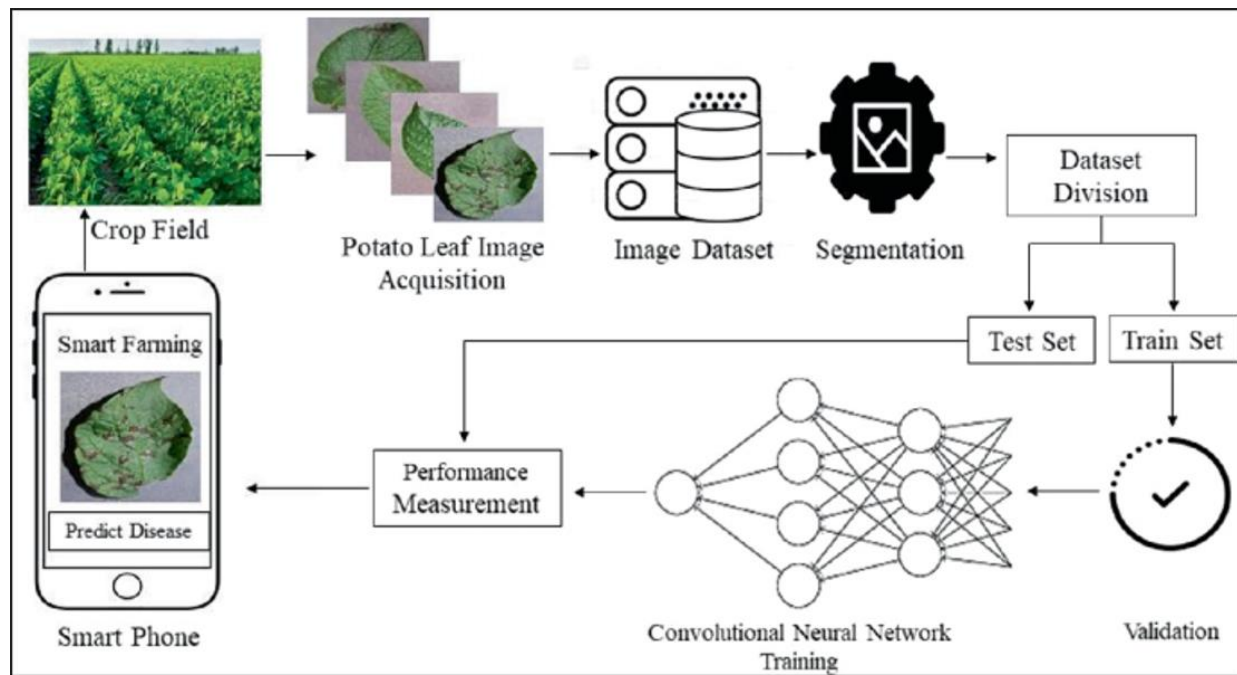 Crop Field
Potato Leaf Image
Acquisition
Image Dataset
Segmentation
Dataset
Division
Test Set
Train Set
Smart Farming
Predict Disease
Smart Phone
Performance
Measurement
Convolutional Neural Network
Training
Validation